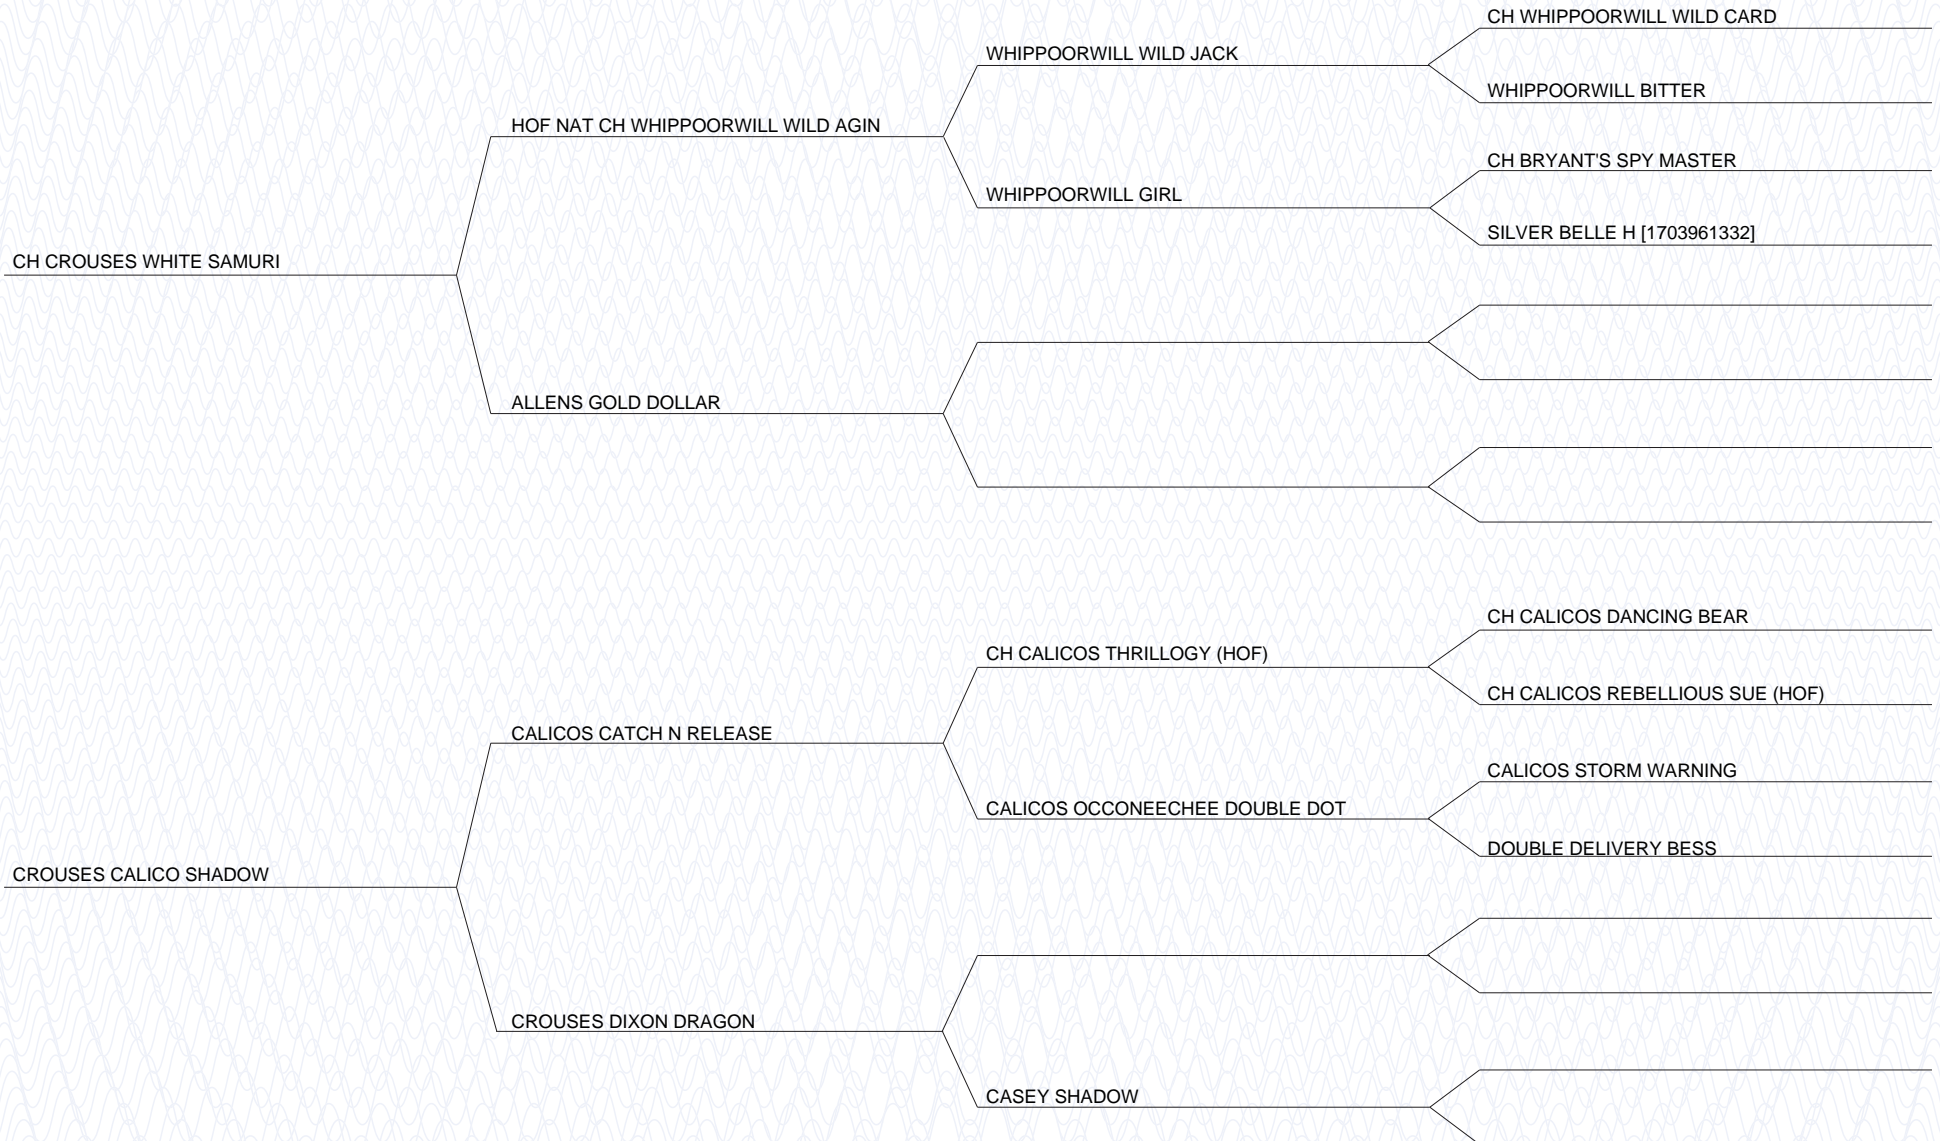 CH WHIPPOORWILL WILD CARD
WHIPPOORWILL WILD JACK
WHIPPOORWILL BITTER
HOF NAT CH WHIPPOORWILL WILD AGIN
CH BRYANT'S SPY MASTER
WHIPPOORWILL GIRL
SILVER BELLE H [1703961332]
CH CROUSES WHITE SAMURI
ALLENS GOLD DOLLAR
CH CALICOS DANCING BEAR
CH CALICOS THRILLOGY (HOF)
CH CALICOS REBELLIOUS SUE (HOF)
CALICOS CATCH N RELEASE
CALICOS STORM WARNING
CALICOS OCCONEECHEE DOUBLE DOT
DOUBLE DELIVERY BESS
CROUSES CALICO SHADOW
CROUSES DIXON DRAGON
CASEY SHADOW